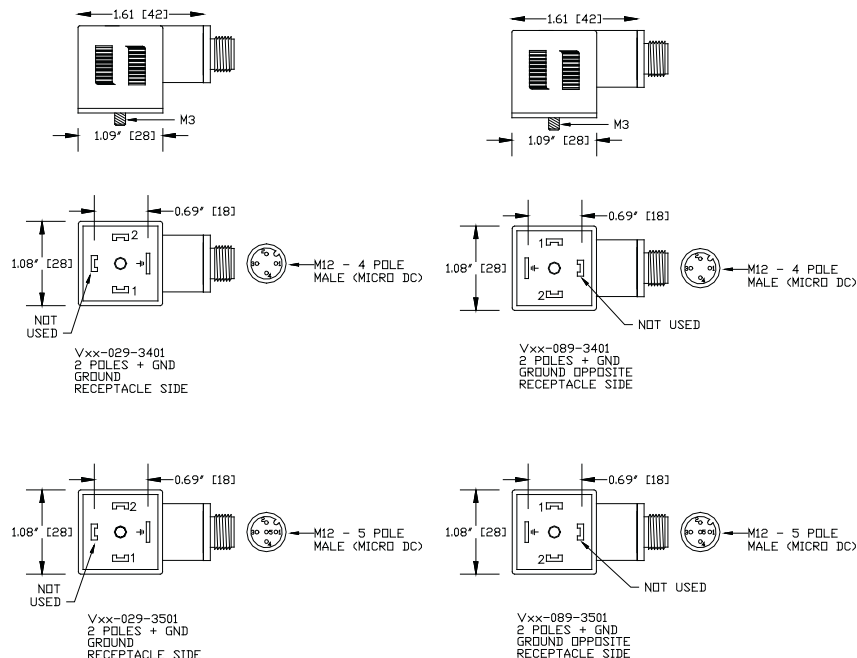 1.61 [42]
M3
1.09" [28]
1.61 [42]
M3
1.09" [28]
0.69" [18]
1.08" [28]
2
1
NOT
USED
M12 - 4 POLE
MALE (MICRO DC)
Vxx-029-3401
2 POLES + GND
GROUND
RECEPTACLE SIDE
0.69" [18]
1.08" [28]
1
2
NOT USED
M12 - 4 POLE
MALE (MICRO DC)
Vxx-089-3401
2 POLES + GND
GROUND OPPOSITE
RECEPTACLE SIDE
0.69" [18]
1.08" [28]
2
1
NOT
USED
M12 - 5 POLE
MALE (MICRO DC)
Vxx-029-3501
2 POLES + GND
GROUND
RECEPTACLE SIDE
0.69" [18]
1.08" [28]
1
2
NOT USED
M12 - 5 POLE
MALE (MICRO DC)
Vxx-089-3501
2 POLES + GND
GROUND OPPOSITE
RECEPTACLE SIDE